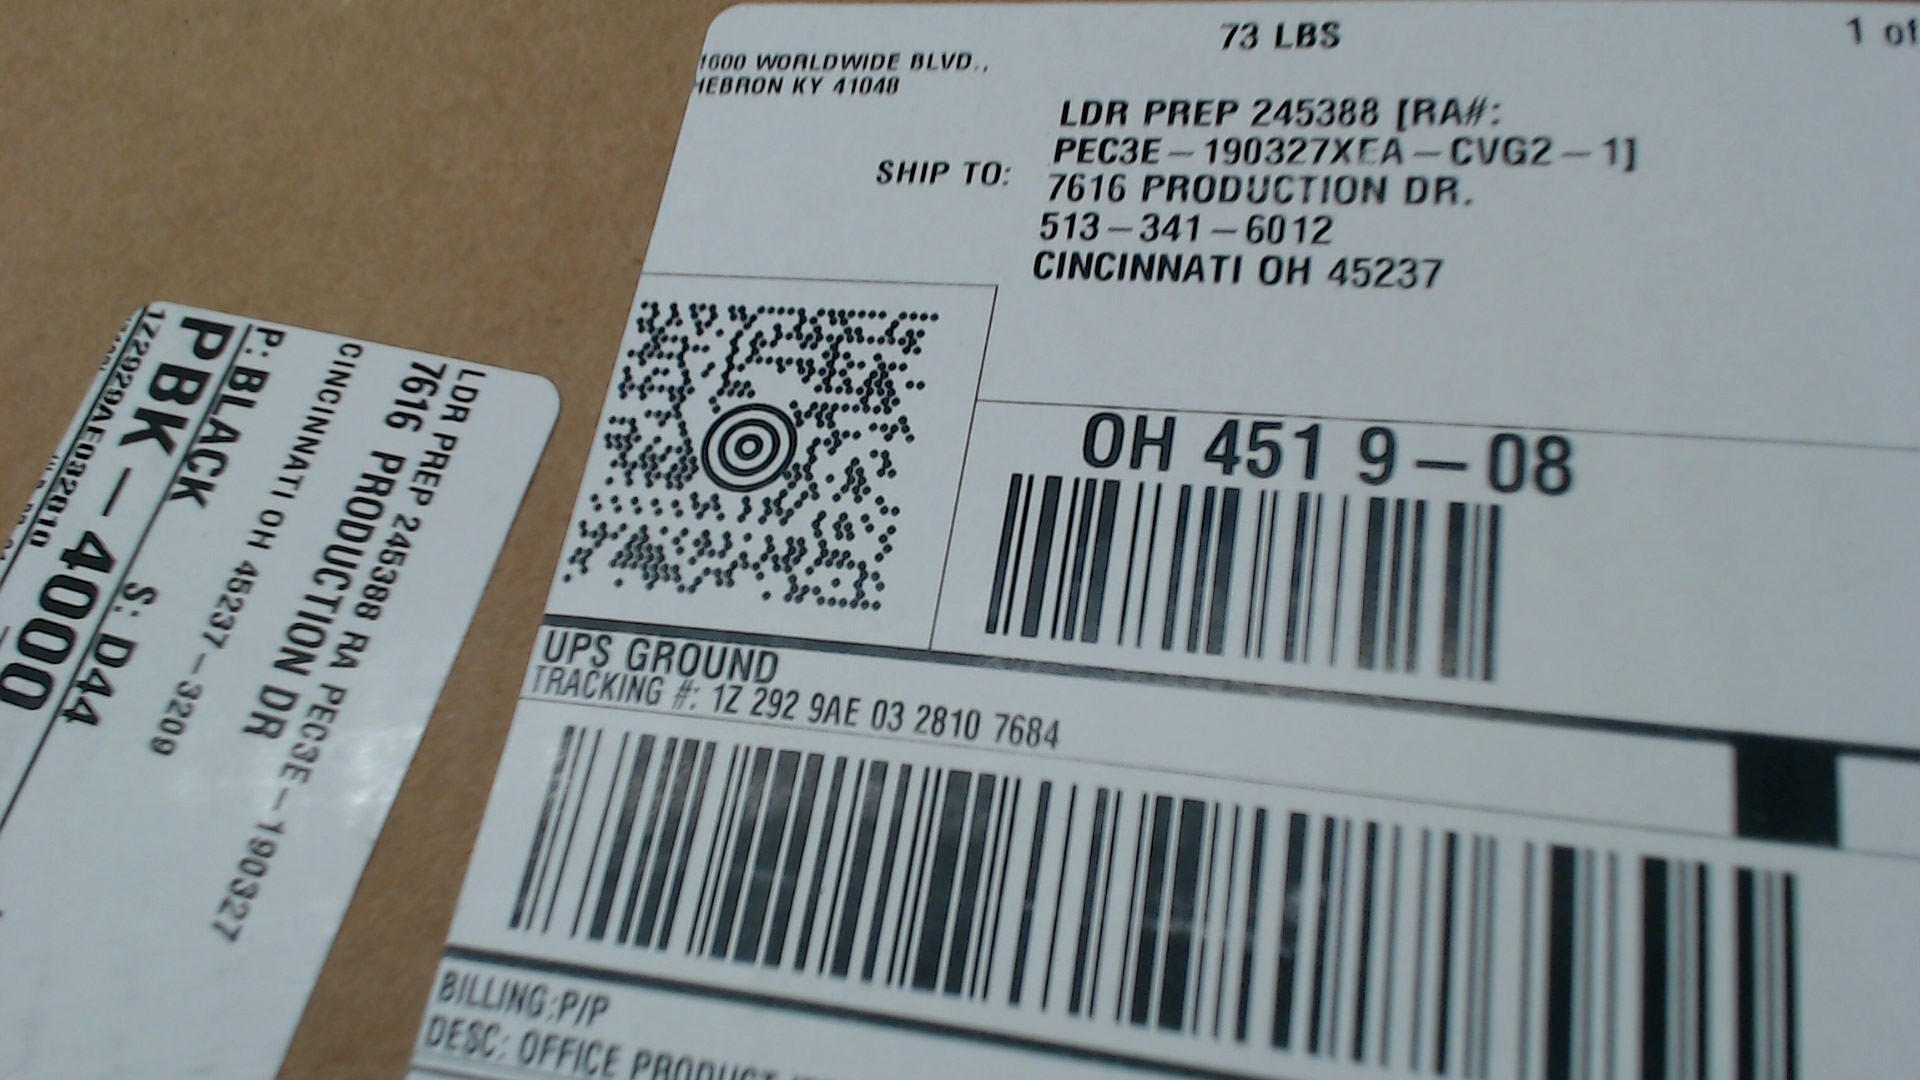 73 LBS
1 of
1600 WORLDWIDE BLVD.,
HEBRON KY 41048
SHIP TO:
LDR PREP 245388 [RA#:
PEC3E-190327XEA-CVG2-1]
7616 PRODUCTION DR.
513-341-6012
CINCINNATI OH 45237
OH 451 9-08
UPS GROUND
TRACKING #: 1Z 292 9AE 03 2810 7684
BILLING:P/P
DESC: OFFICE PRODUCT
LDR PREP 245388 RA PEC3E-190327
7616 PRODUCTION DR
CINCINNATI OH 45237-3209
P: BLACK S: D44
PBK-4000
1Z2929AE032810